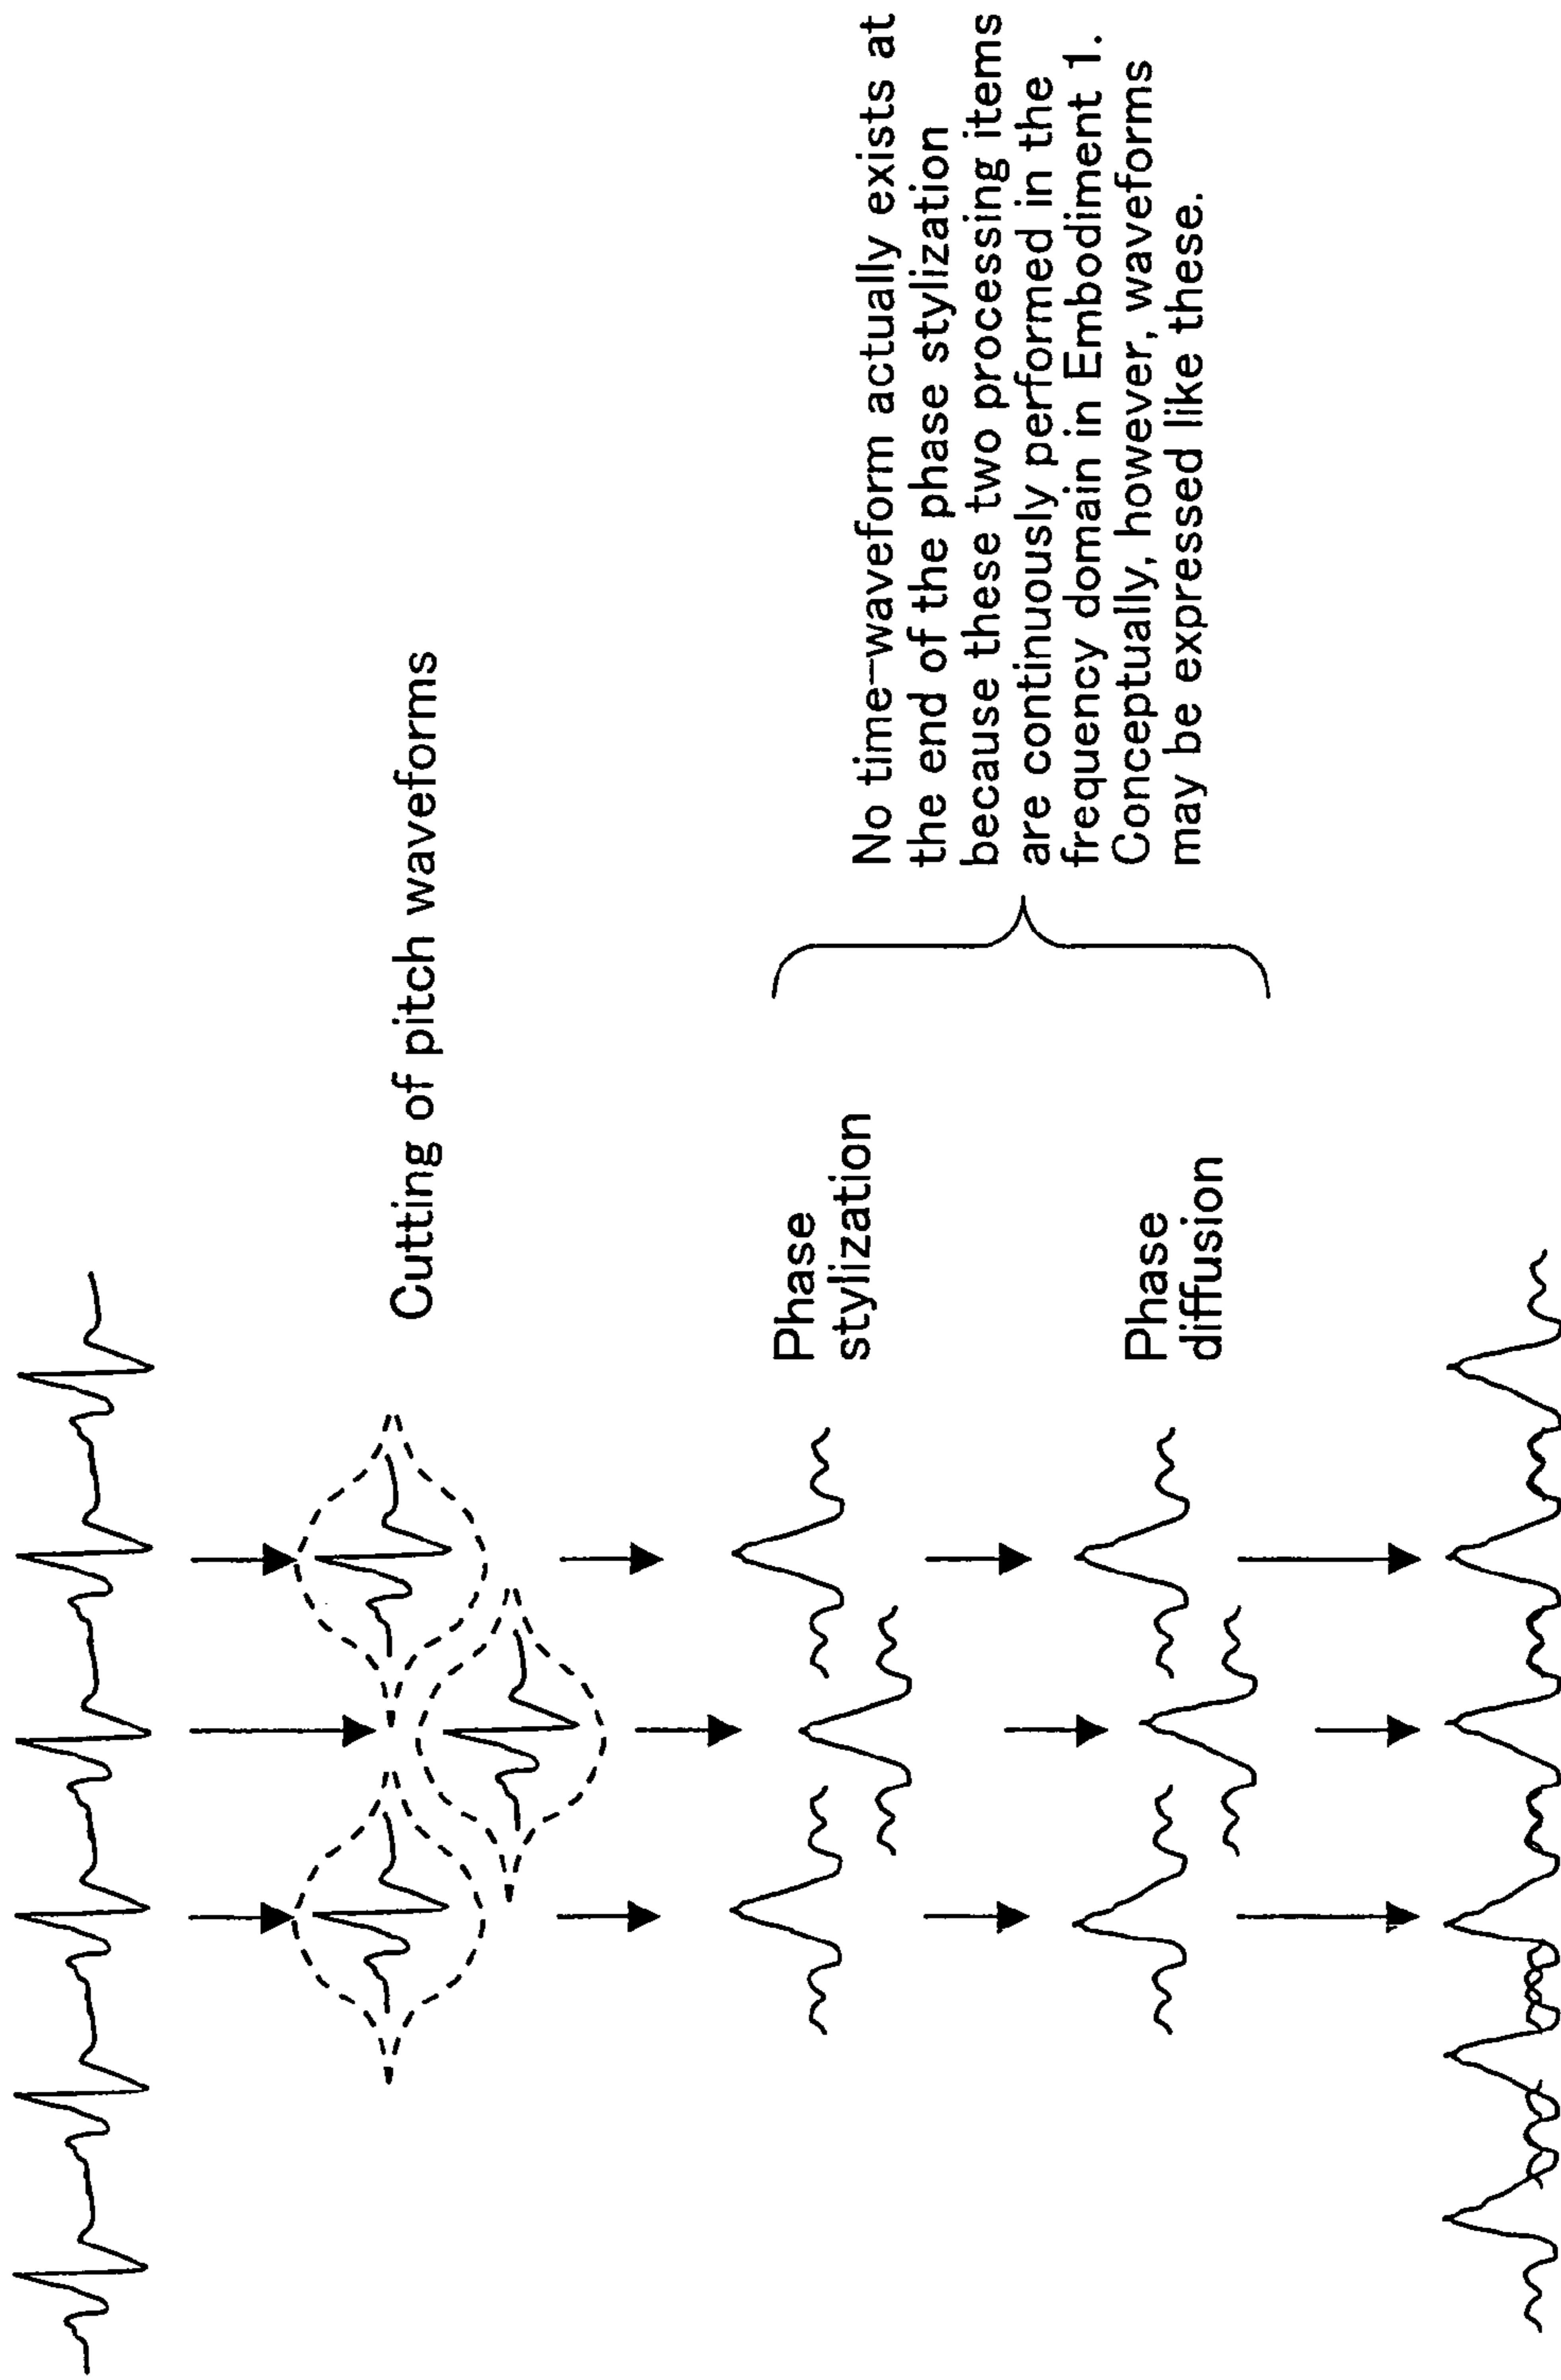 Cutting of pitch waveforms
Phase
stylization
Phase
diffusion
No time-waveform actually exists at
the end of the phase stylization
because these two processing items
are continuously performed in the
frequency domain in Embodiment 1.
Conceptually, however, waveforms
may be expressed like these.